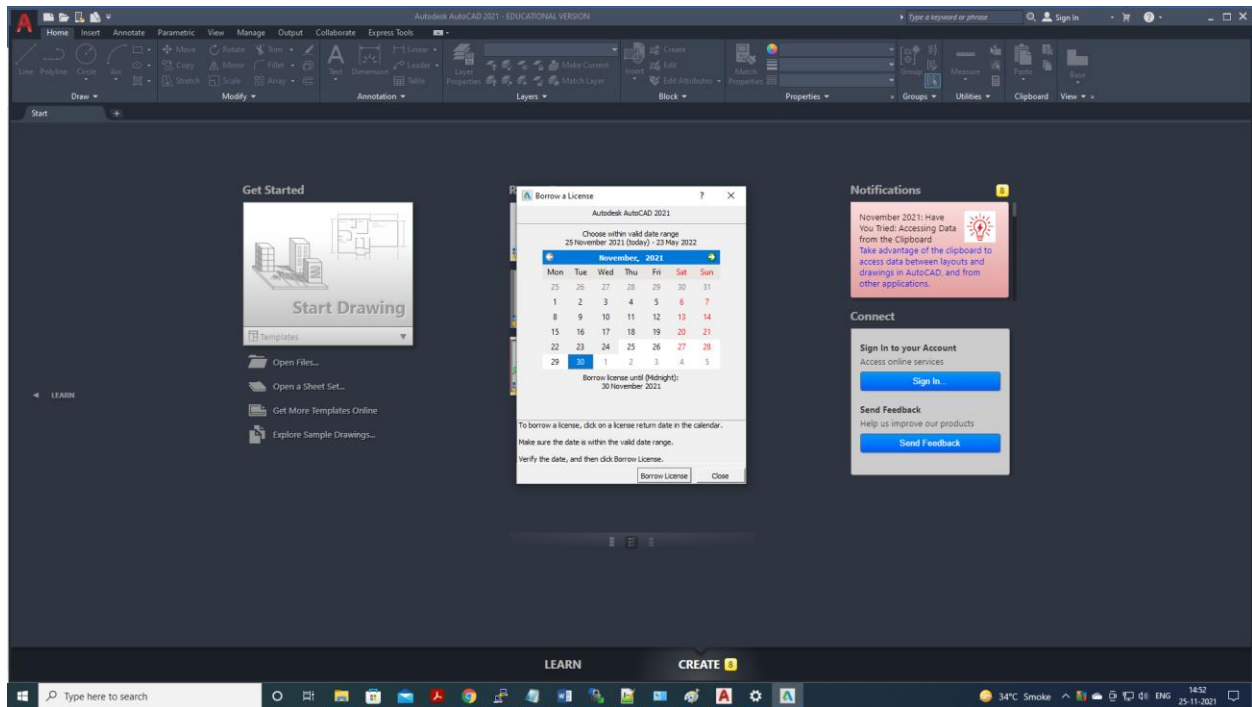 Autodesk AutoCAD 2021 - EDUCATIONAL VERSION
Type a keyword or phrase
Sign In
Home Insert Annotate Parametric View Manage Output Collaborate Express Tools
Line Polyline Circle Arc
Move Rotate Trim
Copy Mirror Fillet
Stretch Scale Array
Text Dimension
Linear
Leader
Table
Layer Properties
Make Current
Match Layer
Insert
Create
Edit
Edit Attributes
Match Properties
Group
Measure
Paste
Base
Draw Modify Annotation Layers Block Properties Groups Utilities Clipboard View
Start
Get Started
Start Drawing
Templates
Open Files...
Open a Sheet Set...
Get More Templates Online
Explore Sample Drawings...
LEARN
R
Borrow a License ? X
Autodesk AutoCAD 2021
Choose within valid date range
25 November 2021 (today) - 23 May 2022
November, 2021
Mon Tue Wed Thu Fri Sat Sun
25 26 27 28 29 30 31
1 2 3 4 5 6 7
8 9 10 11 12 13 14
15 16 17 18 19 20 21
22 23 24 25 26 27 28
29 30 1 2 3 4 5
Borrow license until (Midnight):
30 November 2021
To borrow a license, click on a license return date in the calendar.
Make sure the date is within the valid date range.
Verify the date, and then click Borrow License.
Borrow License Close
Notifications 8
November 2021: Have
You Tried: Accessing Data
from the Clipboard
Take advantage of the clipboard to
access data between layouts and
drawings in AutoCAD, and from
other applications.
Connect
Sign In to your Account
Access online services
Sign In...
Send Feedback
Help us improve our products
Send Feedback
LEARN CREATE 8
Type here to search
34°C Smoke
ENG
14:52
25-11-2021